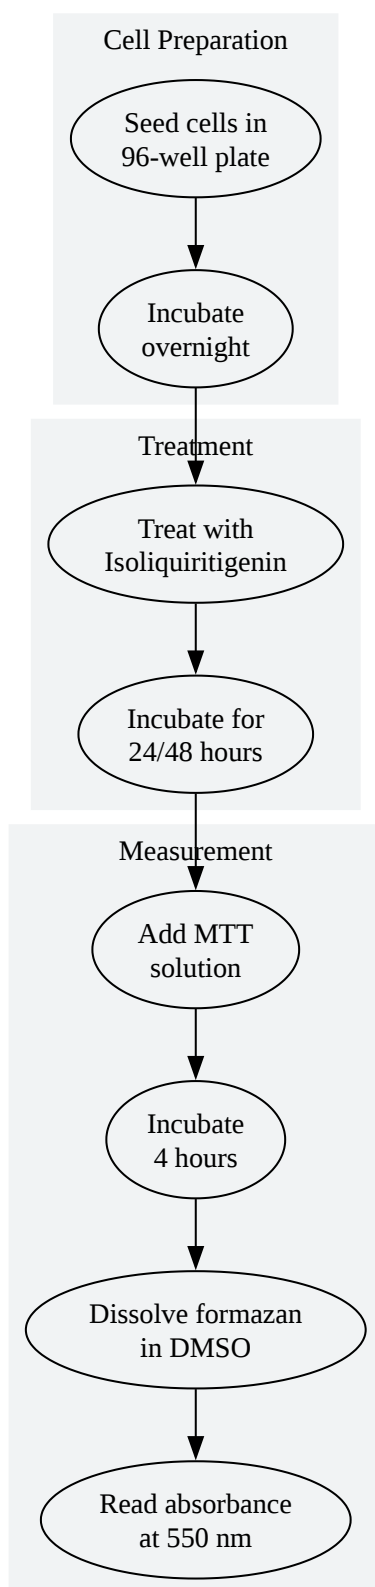 Cell Preparation
Seed cells in
96-well plate
Incubate
overnight
Treatment
Treat with
Isoliquiritigenin
Incubate for
24/48 hours
Measurement
Add MTT
solution
Incubate
4 hours
Dissolve formazan
in DMSO
Read absorbance
at 550 nm